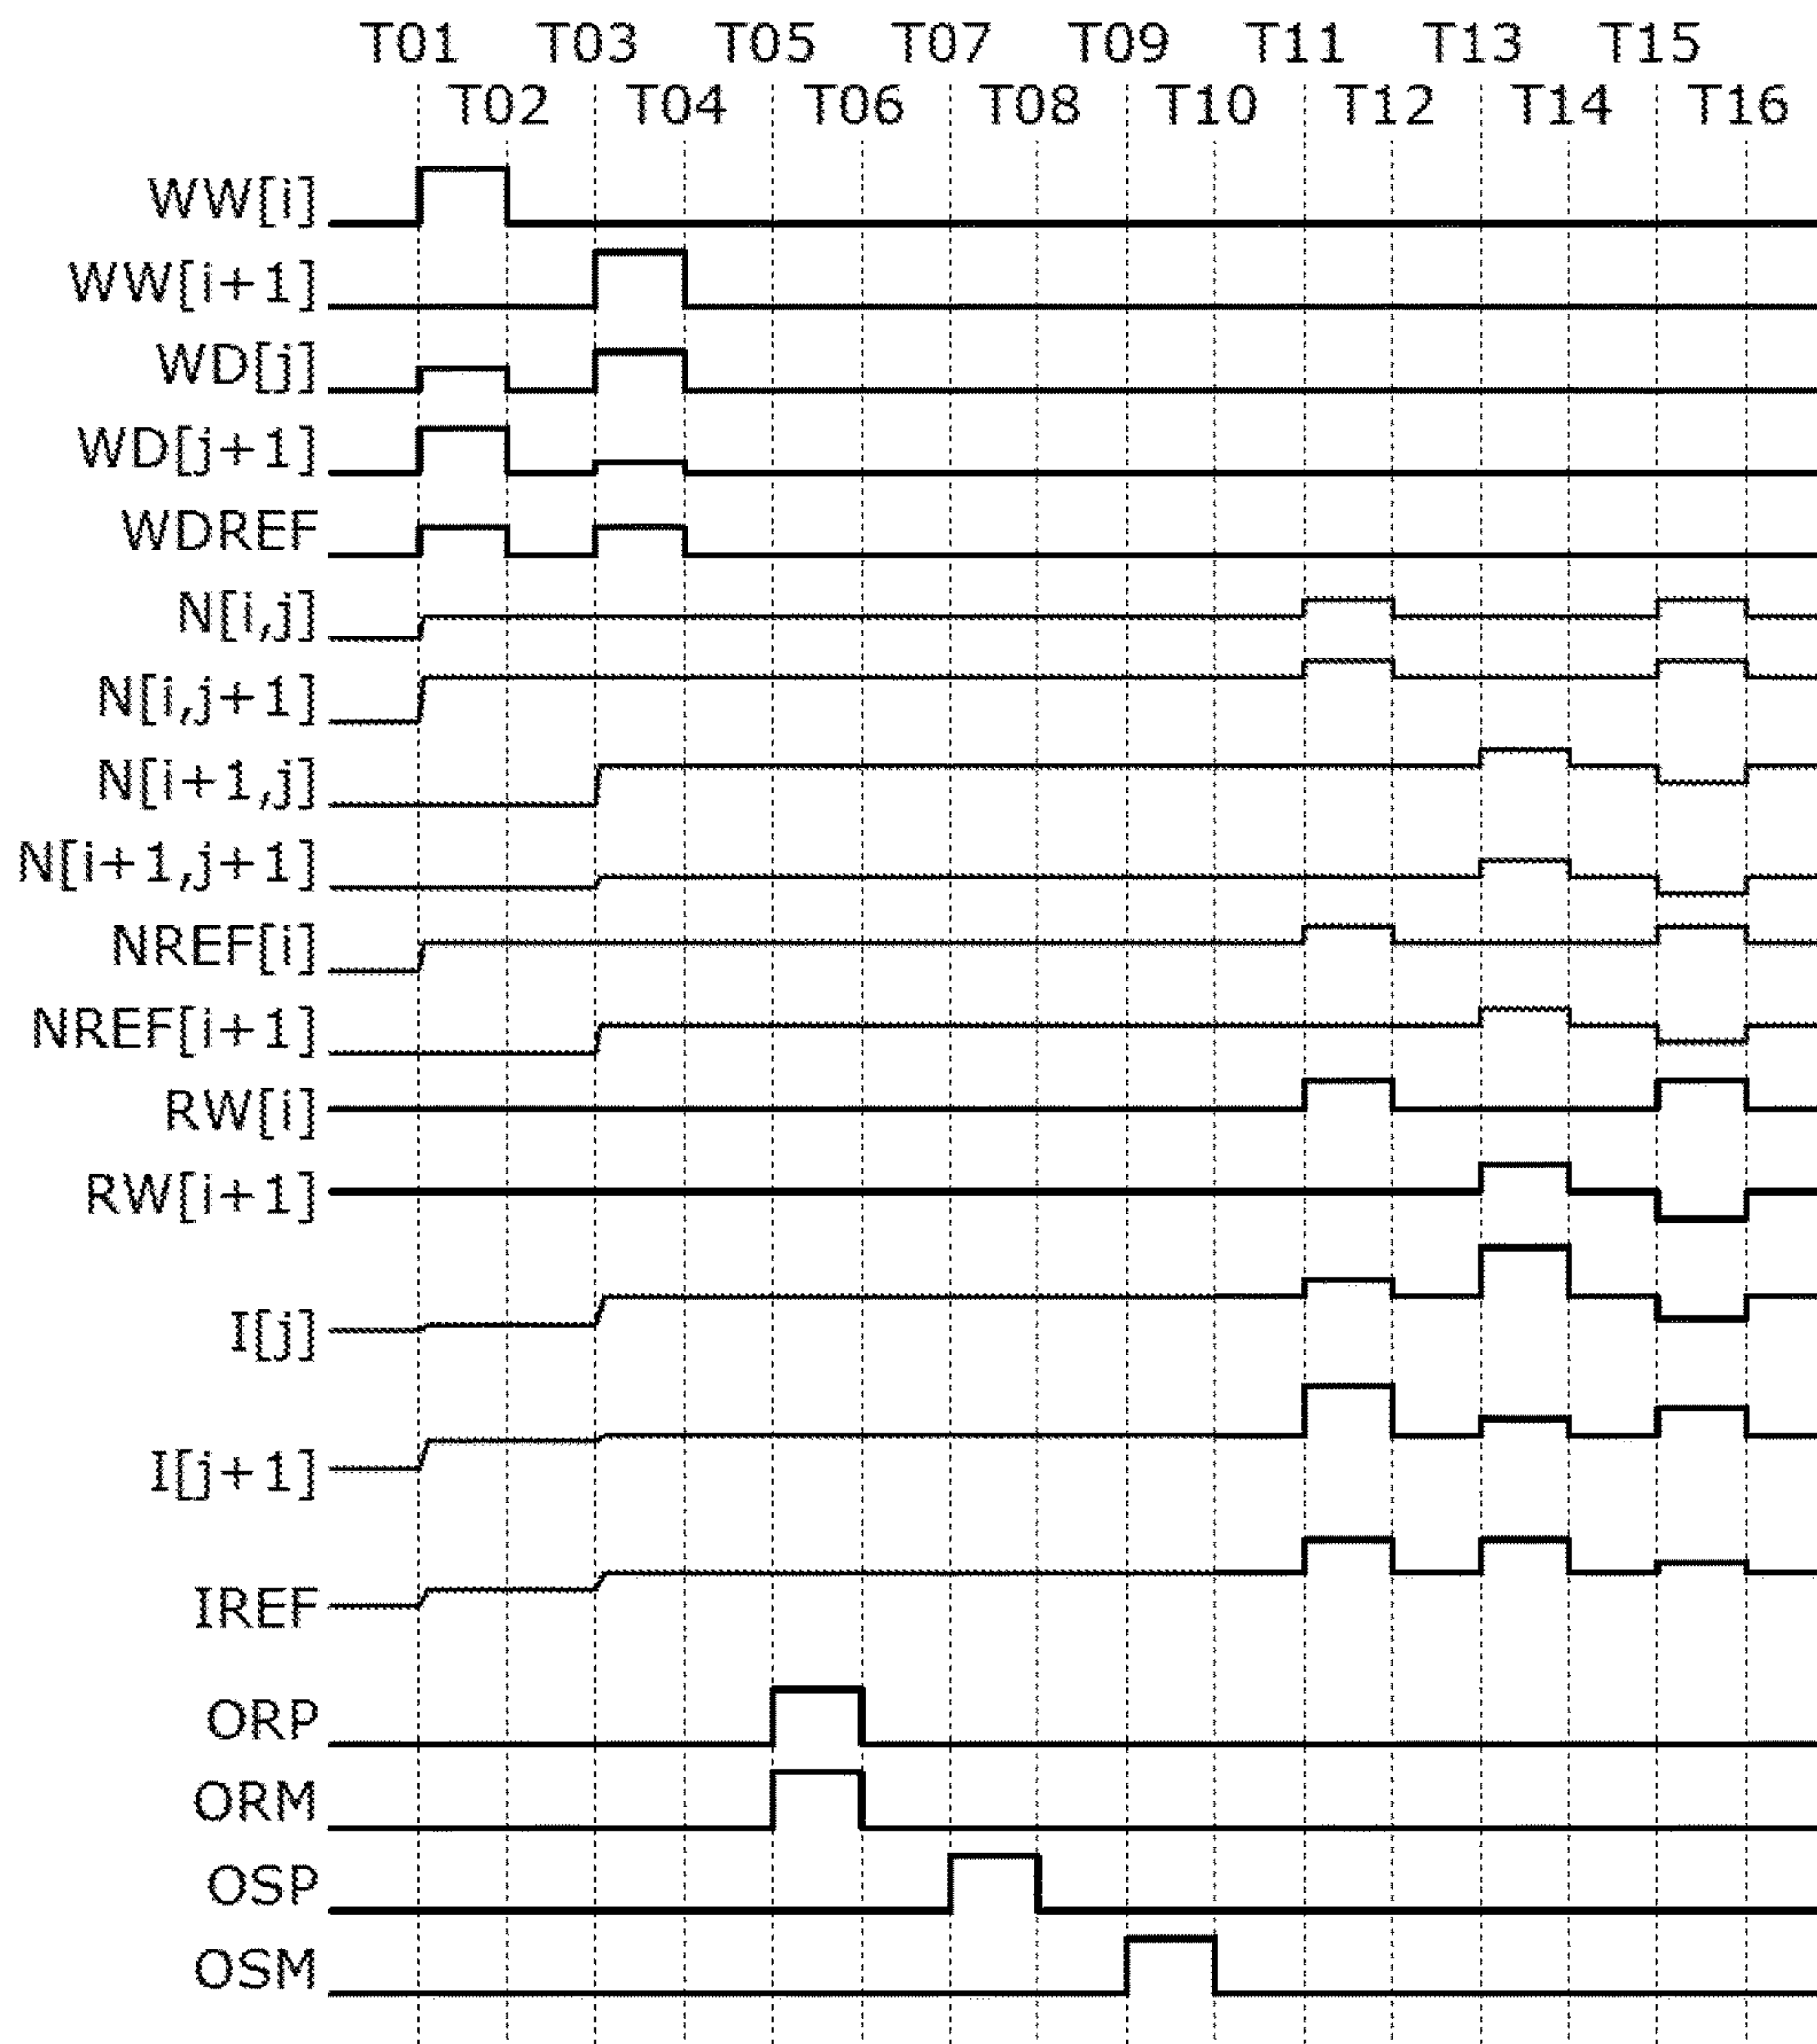 T01 T03 T05 T07 T09 T11 T13 T15
T02 T04 T06 T08 T10 T12 T14 T16
WW[i]
WW[i+1]
WD[j]
WD[j+1]
WDREF
N[i,j]
N[i,j+1]
N[i+1,j]
N[i+1,j+1]
NREF[i]
NREF[i+1]
RW[i]
RW[i+1]
I[j]
I[j+1]
IREF
ORP
ORM
OSP
OSM